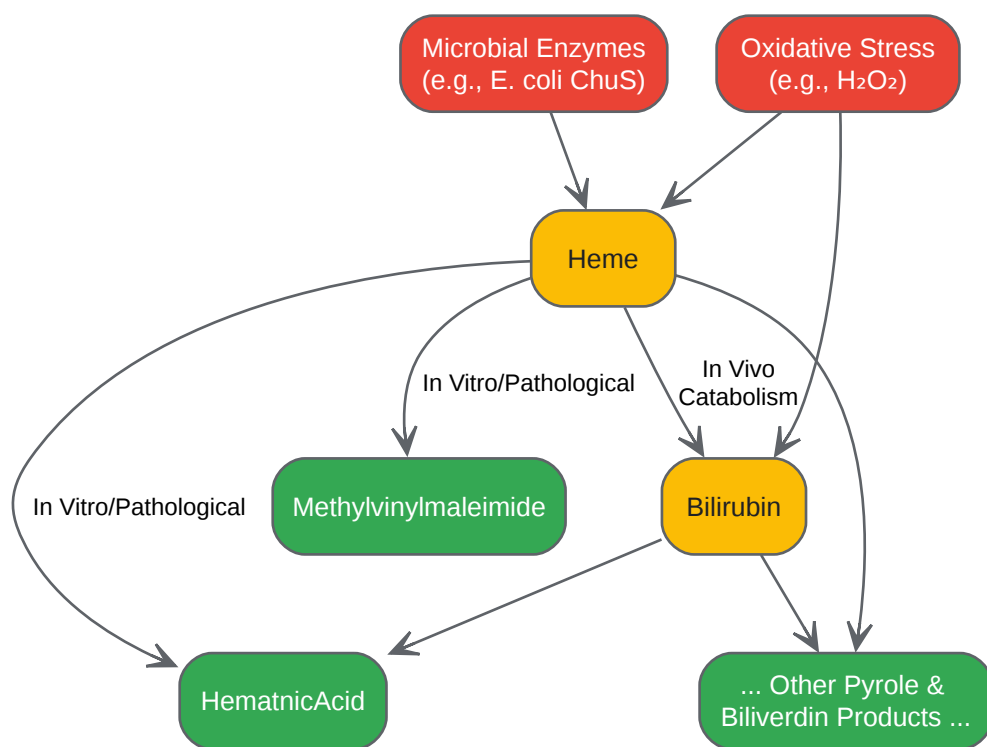 Microbial Enzymes
(e.g., E. coli ChuS)
Oxidative Stress
(e.g., H₂O₂)
Heme
In Vitro/Pathological
In Vivo
Catabolism
Methylvinylmaleimide
Bilirubin
In Vitro/Pathological
HematnicAcid
... Other Pyrole &
Biliverdin Products ...